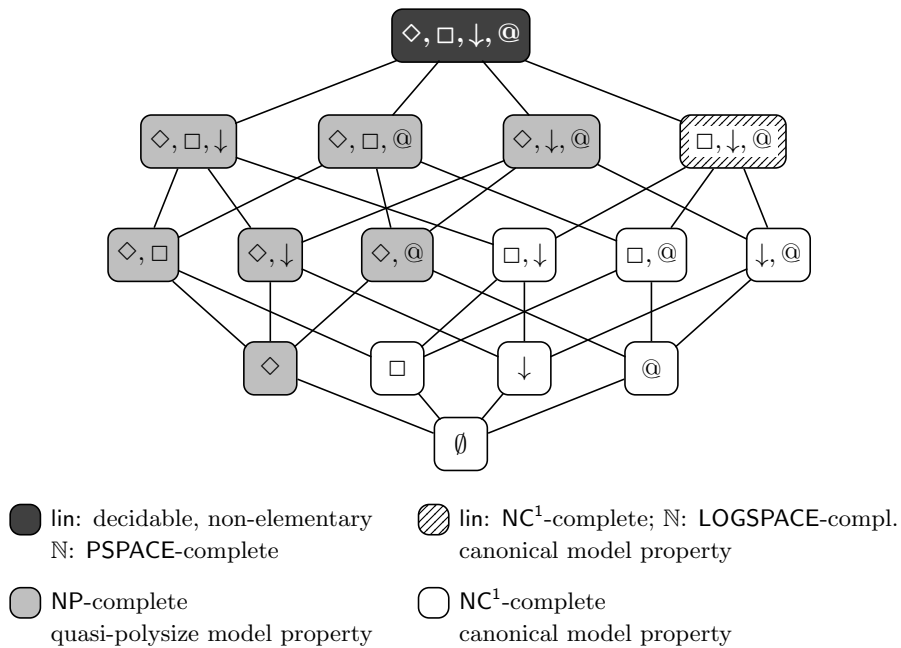 ◇, □, ↓, @
◇, □, ↓
◇, □, @
◇, ↓, @
□, ↓, @
◇, □
◇, ↓
◇, @
□, ↓
□, @
↓, @
◇
□
↓
@
∅
lin: decidable, non-elementary
ℕ: PSPACE-complete
lin: NC¹-complete; ℕ: LOGSPACE-compl.
canonical model property
NP-complete
quasi-polysize model property
NC¹-complete
canonical model property